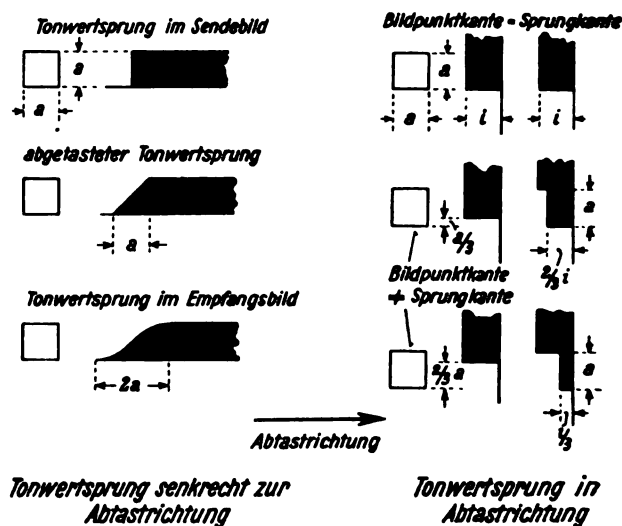 Tonwertsprung im Sendebild
a
a
abgetasteter Tonwertsprung
a
Tonwertsprung im Empfangsbild
2a
Tonwertsprung senkrecht zur
Abtastrichtung
Bildpunktkante = Sprungkante
a
a
i
i
a/3
a
2/3 i
Bildpunktkante
+ Sprungkante
2/3 a
a
i/3
Abtastrichtung
Tonwertsprung in
Abtastrichtung